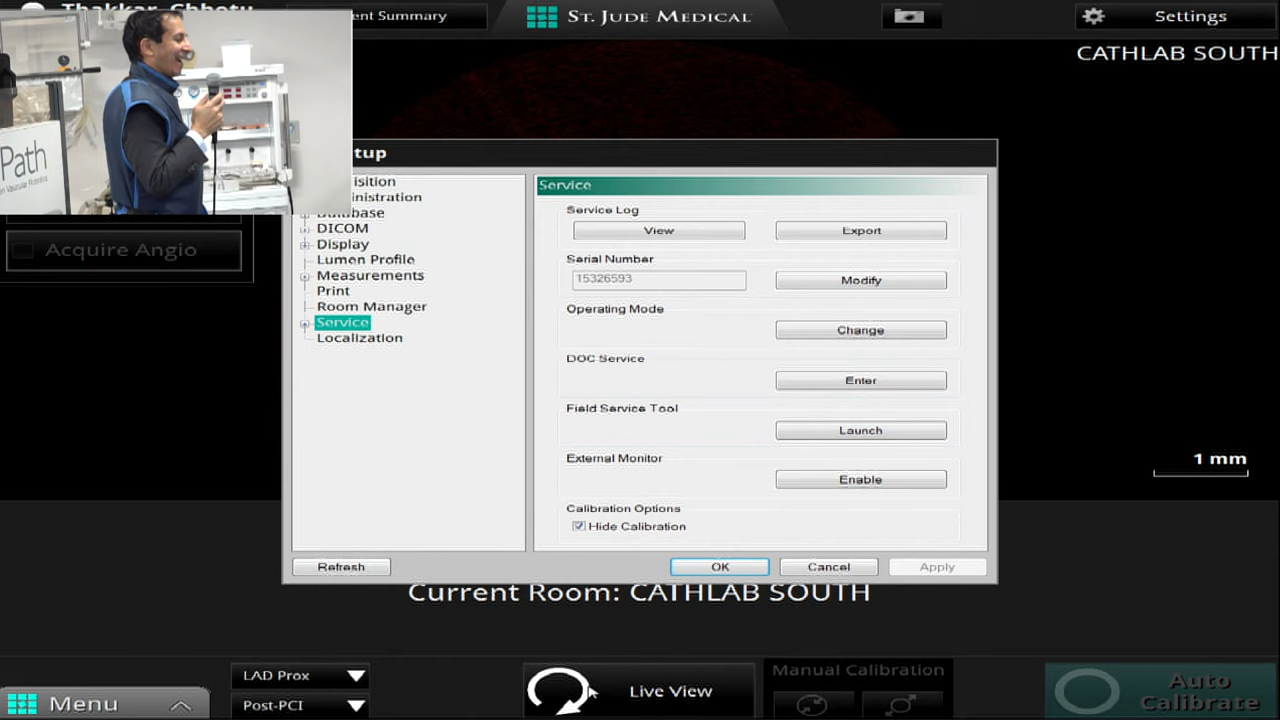 ent Summary
ST. JUDE MEDICAL
Settings
CATHLAB SOUTH
Path
tup
isition
inistration
Database
DICOM
Display
Lumen Profile
Measurements
Print
Room Manager
Service
Localization
Service
Service Log
View
Export
Serial Number
15326593
Modify
Operating Mode
Change
DOC Service
Enter
Field Service Tool
Launch
External Monitor
Enable
Calibration Options
Hide Calibration
Refresh
OK
Cancel
Apply
Acquire Angio
1 mm
Current Room: CATHLAB SOUTH
Menu
LAD Prox
Post-PCI
Live View
Manual Calibration
Auto
Calibrate